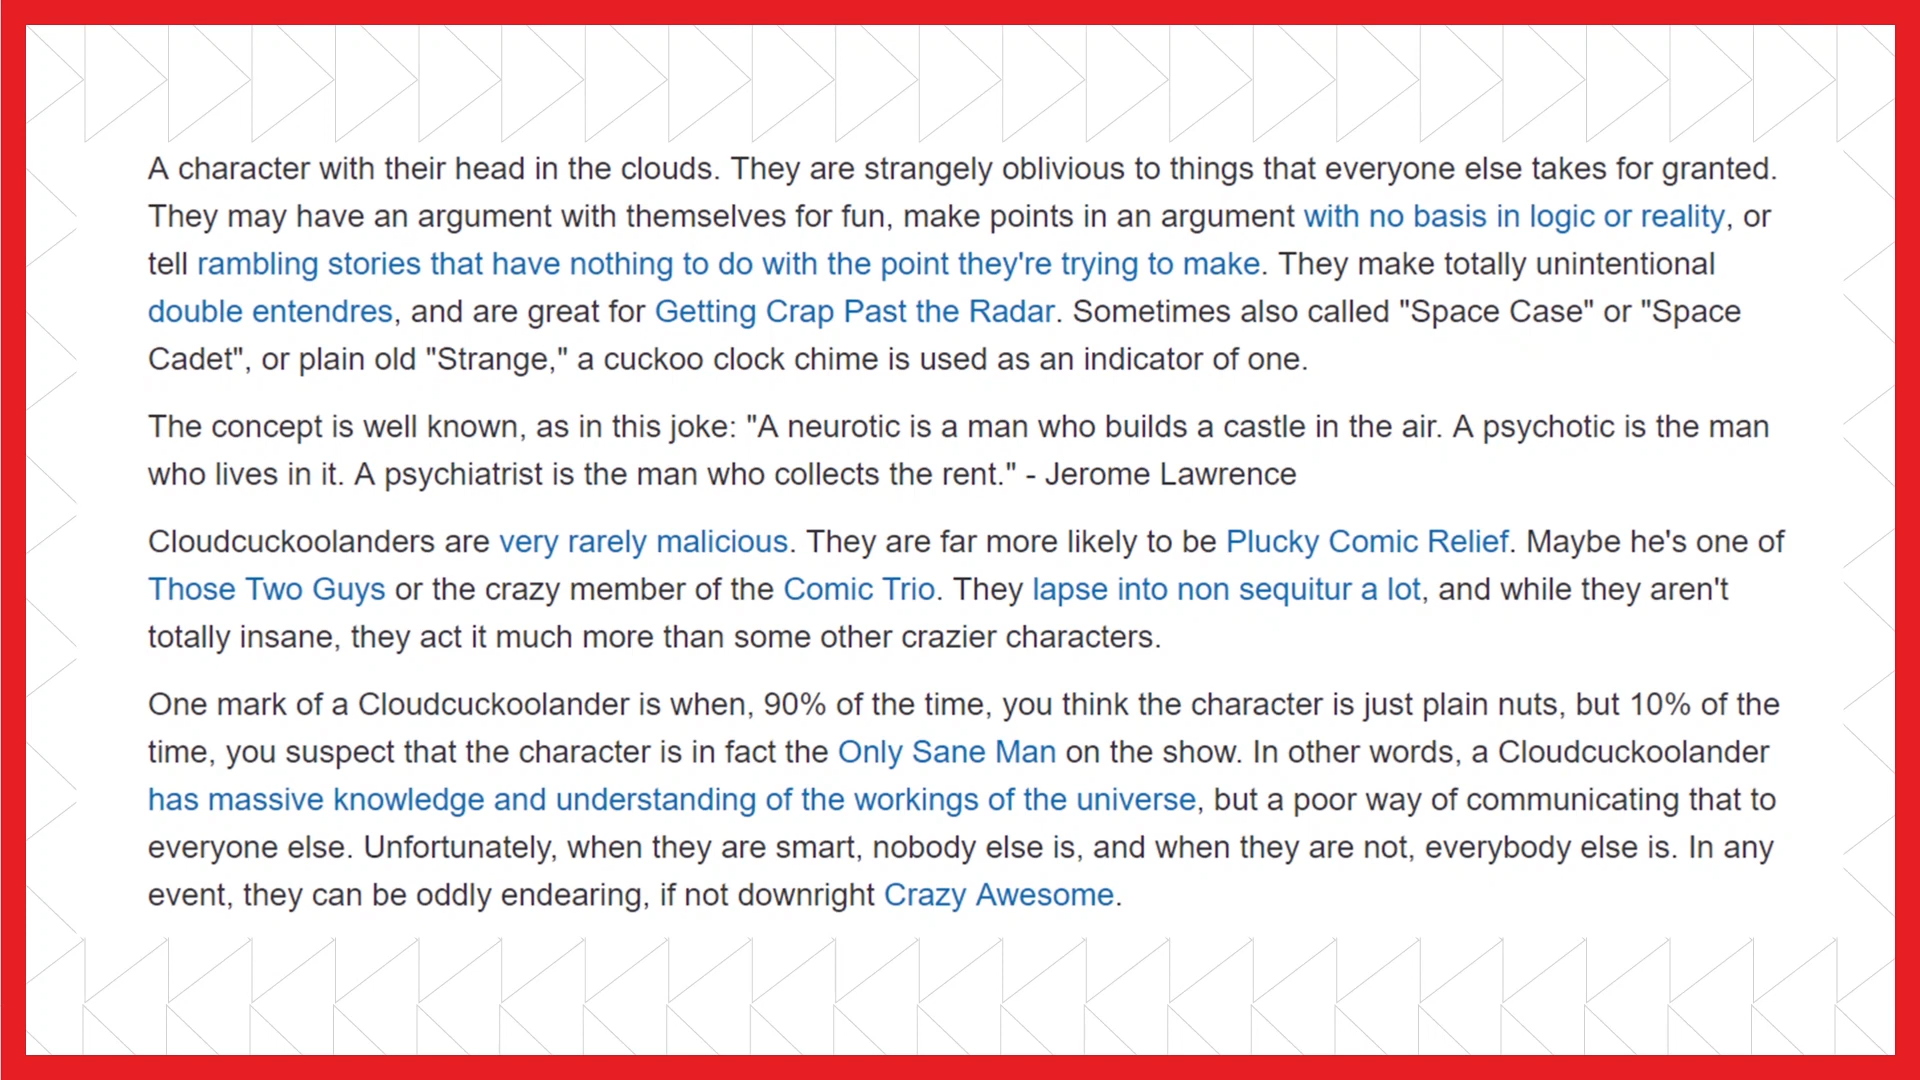 A character with their head in the clouds. They are strangely oblivious to things that everyone else takes for granted.
They may have an argument with themselves for fun, make points in an argument with no basis in logic or reality, or
tell rambling stories that have nothing to do with the point they're trying to make. They make totally unintentional
double entendres, and are great for Getting Crap Past the Radar. Sometimes also called "Space Case" or "Space
Cadet", or plain old "Strange," a cuckoo clock chime is used as an indicator of one.
The concept is well known, as in this joke: "A neurotic is a man who builds a castle in the air. A psychotic is the man
who lives in it. A psychiatrist is the man who collects the rent." - Jerome Lawrence
Cloudcuckoolanders are very rarely malicious. They are far more likely to be Plucky Comic Relief. Maybe he's one of
Those Two Guys or the crazy member of the Comic Trio. They lapse into non sequitur a lot, and while they aren't
totally insane, they act it much more than some other crazier characters.
One mark of a Cloudcuckoolander is when, 90% of the time, you think the character is just plain nuts, but 10% of the
time, you suspect that the character is in fact the Only Sane Man on the show. In other words, a Cloudcuckoolander
has massive knowledge and understanding of the workings of the universe, but a poor way of communicating that to
everyone else. Unfortunately, when they are smart, nobody else is, and when they are not, everybody else is. In any
event, they can be oddly endearing, if not downright Crazy Awesome.